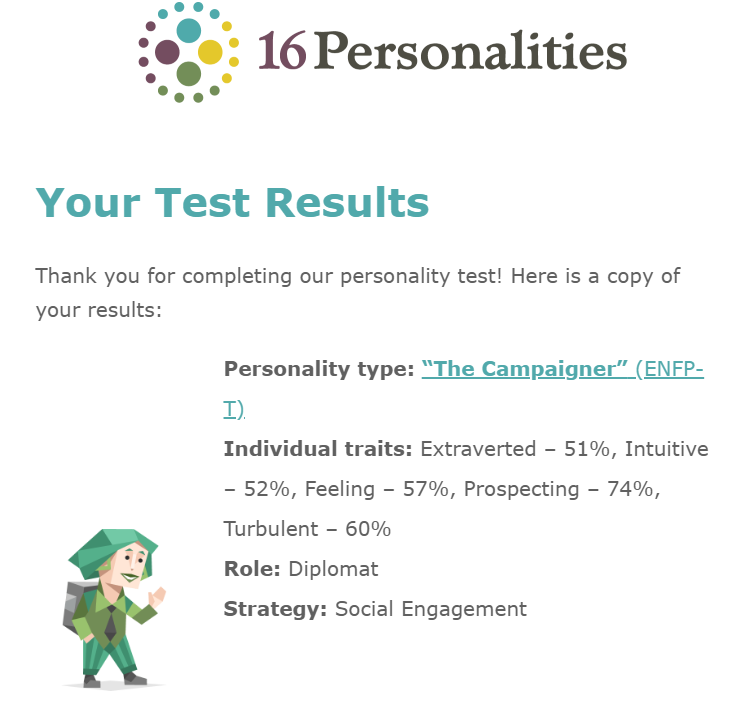 16Personalities
Your Test Results
Thank you for completing our personality test! Here is a copy of
your results:
Personality type: “The Campaigner” (ENFP-
T)
Individual traits: Extraverted – 51%, Intuitive
– 52%, Feeling – 57%, Prospecting – 74%,
Turbulent – 60%
Role: Diplomat
Strategy: Social Engagement